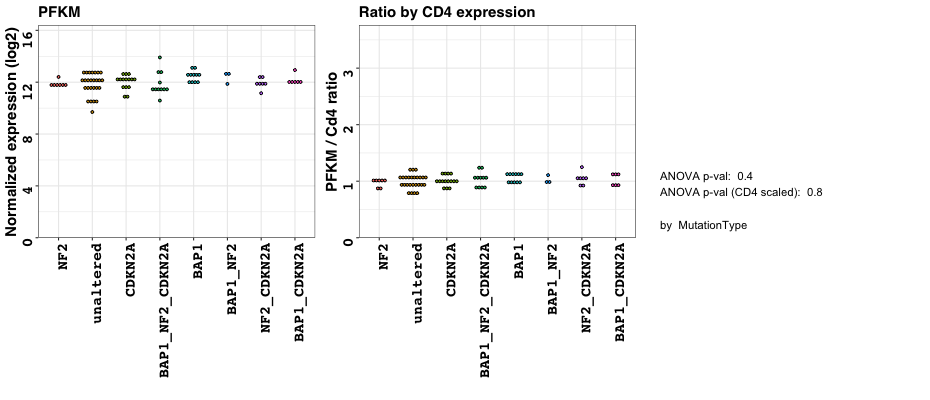 PFKM
Normalized expression (log2)
16
12
8
4
0
NF2
unaltered
CDKN2A
BAP1_NF2_CDKN2A
BAP1
BAP1_NF2
NF2_CDKN2A
BAP1_CDKN2A
Ratio by CD4 expression
PFKM / Cd4 ratio
3
2
1
0
NF2
unaltered
CDKN2A
BAP1_NF2_CDKN2A
BAP1
BAP1_NF2
NF2_CDKN2A
BAP1_CDKN2A
ANOVA p-val: 0.4
ANOVA p-val (CD4 scaled): 0.8
by MutationType